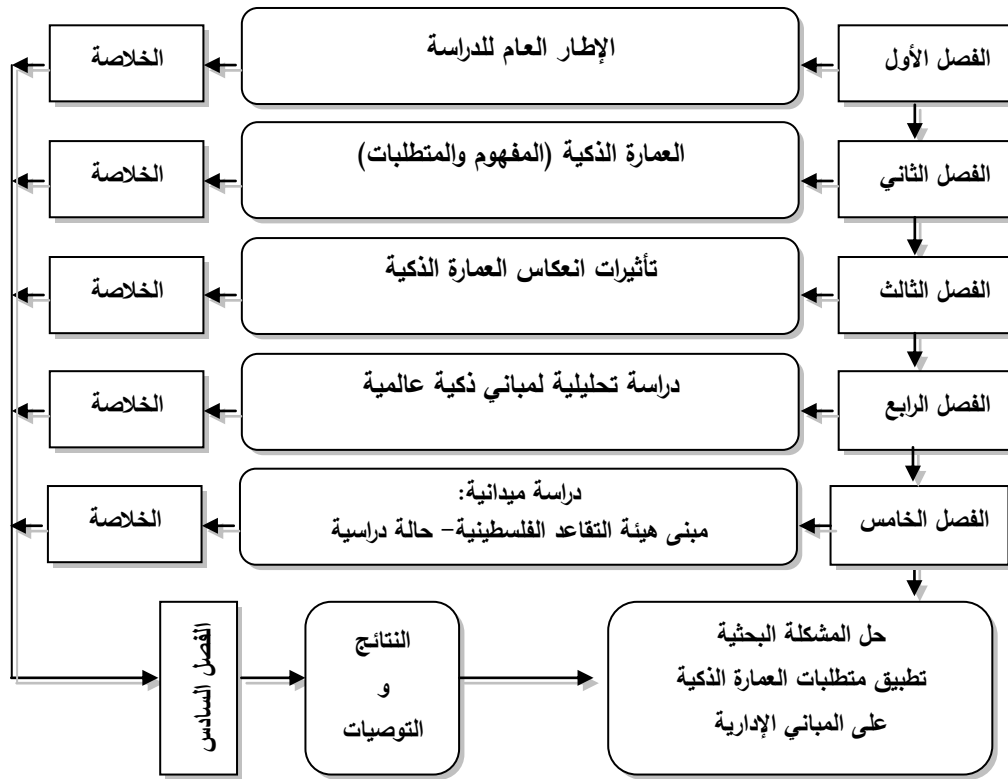 الفصل الأول
الإطار العام للدراسة
الخلاصة
الفصل الثاني
العمارة الذكية (المفهوم والمتطلبات)
الخلاصة
الفصل الثالث
تأثيرات انعكاس العمارة الذكية
الخلاصة
الفصل الرابع
دراسة تحليلية لمباني ذكية عالمية
الخلاصة
الفصل الخامس
دراسة ميدانية:
مبنى هيئة التقاعد الفلسطينية- حالة دراسية
الخلاصة
الفصل السادس
النتائج
و
التوصيات
حل المشكلة البحثية
تطبيق متطلبات العمارة الذكية
على المباني الإدارية